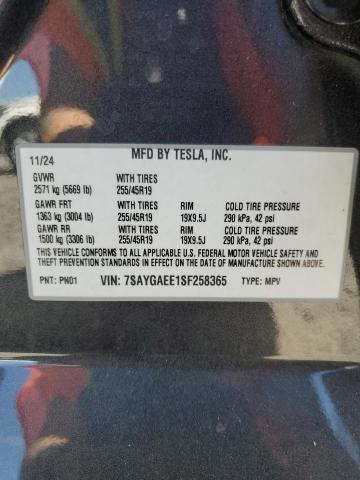 MFD BY TESLA, INC.
11/24
GVWR WITH TIRES
2571 kg (5669 lb) 255/45R19
GAWR FRT WITH TIRES RIM COLD TIRE PRESSURE
1363 kg (3004 lb) 255/45R19 19X9.5J 290 kPa, 42 psi
GAWR RR WITH TIRES RIM COLD TIRE PRESSURE
1500 kg (3306 lb) 255/45R19 19X9.5J 290 kPa, 42 psi
THIS VEHICLE CONFORMS TO ALL APPLICABLE U.S. FEDERAL MOTOR VEHICLE SAFETY
AND THEFT PREVENTION STANDARDS IN EFFECT ON THE DATE OF MANUFACTURE SHOWN ABOVE.
PNT: PN01 VIN: 7SAYGAEE1SF258365 TYPE: MPV